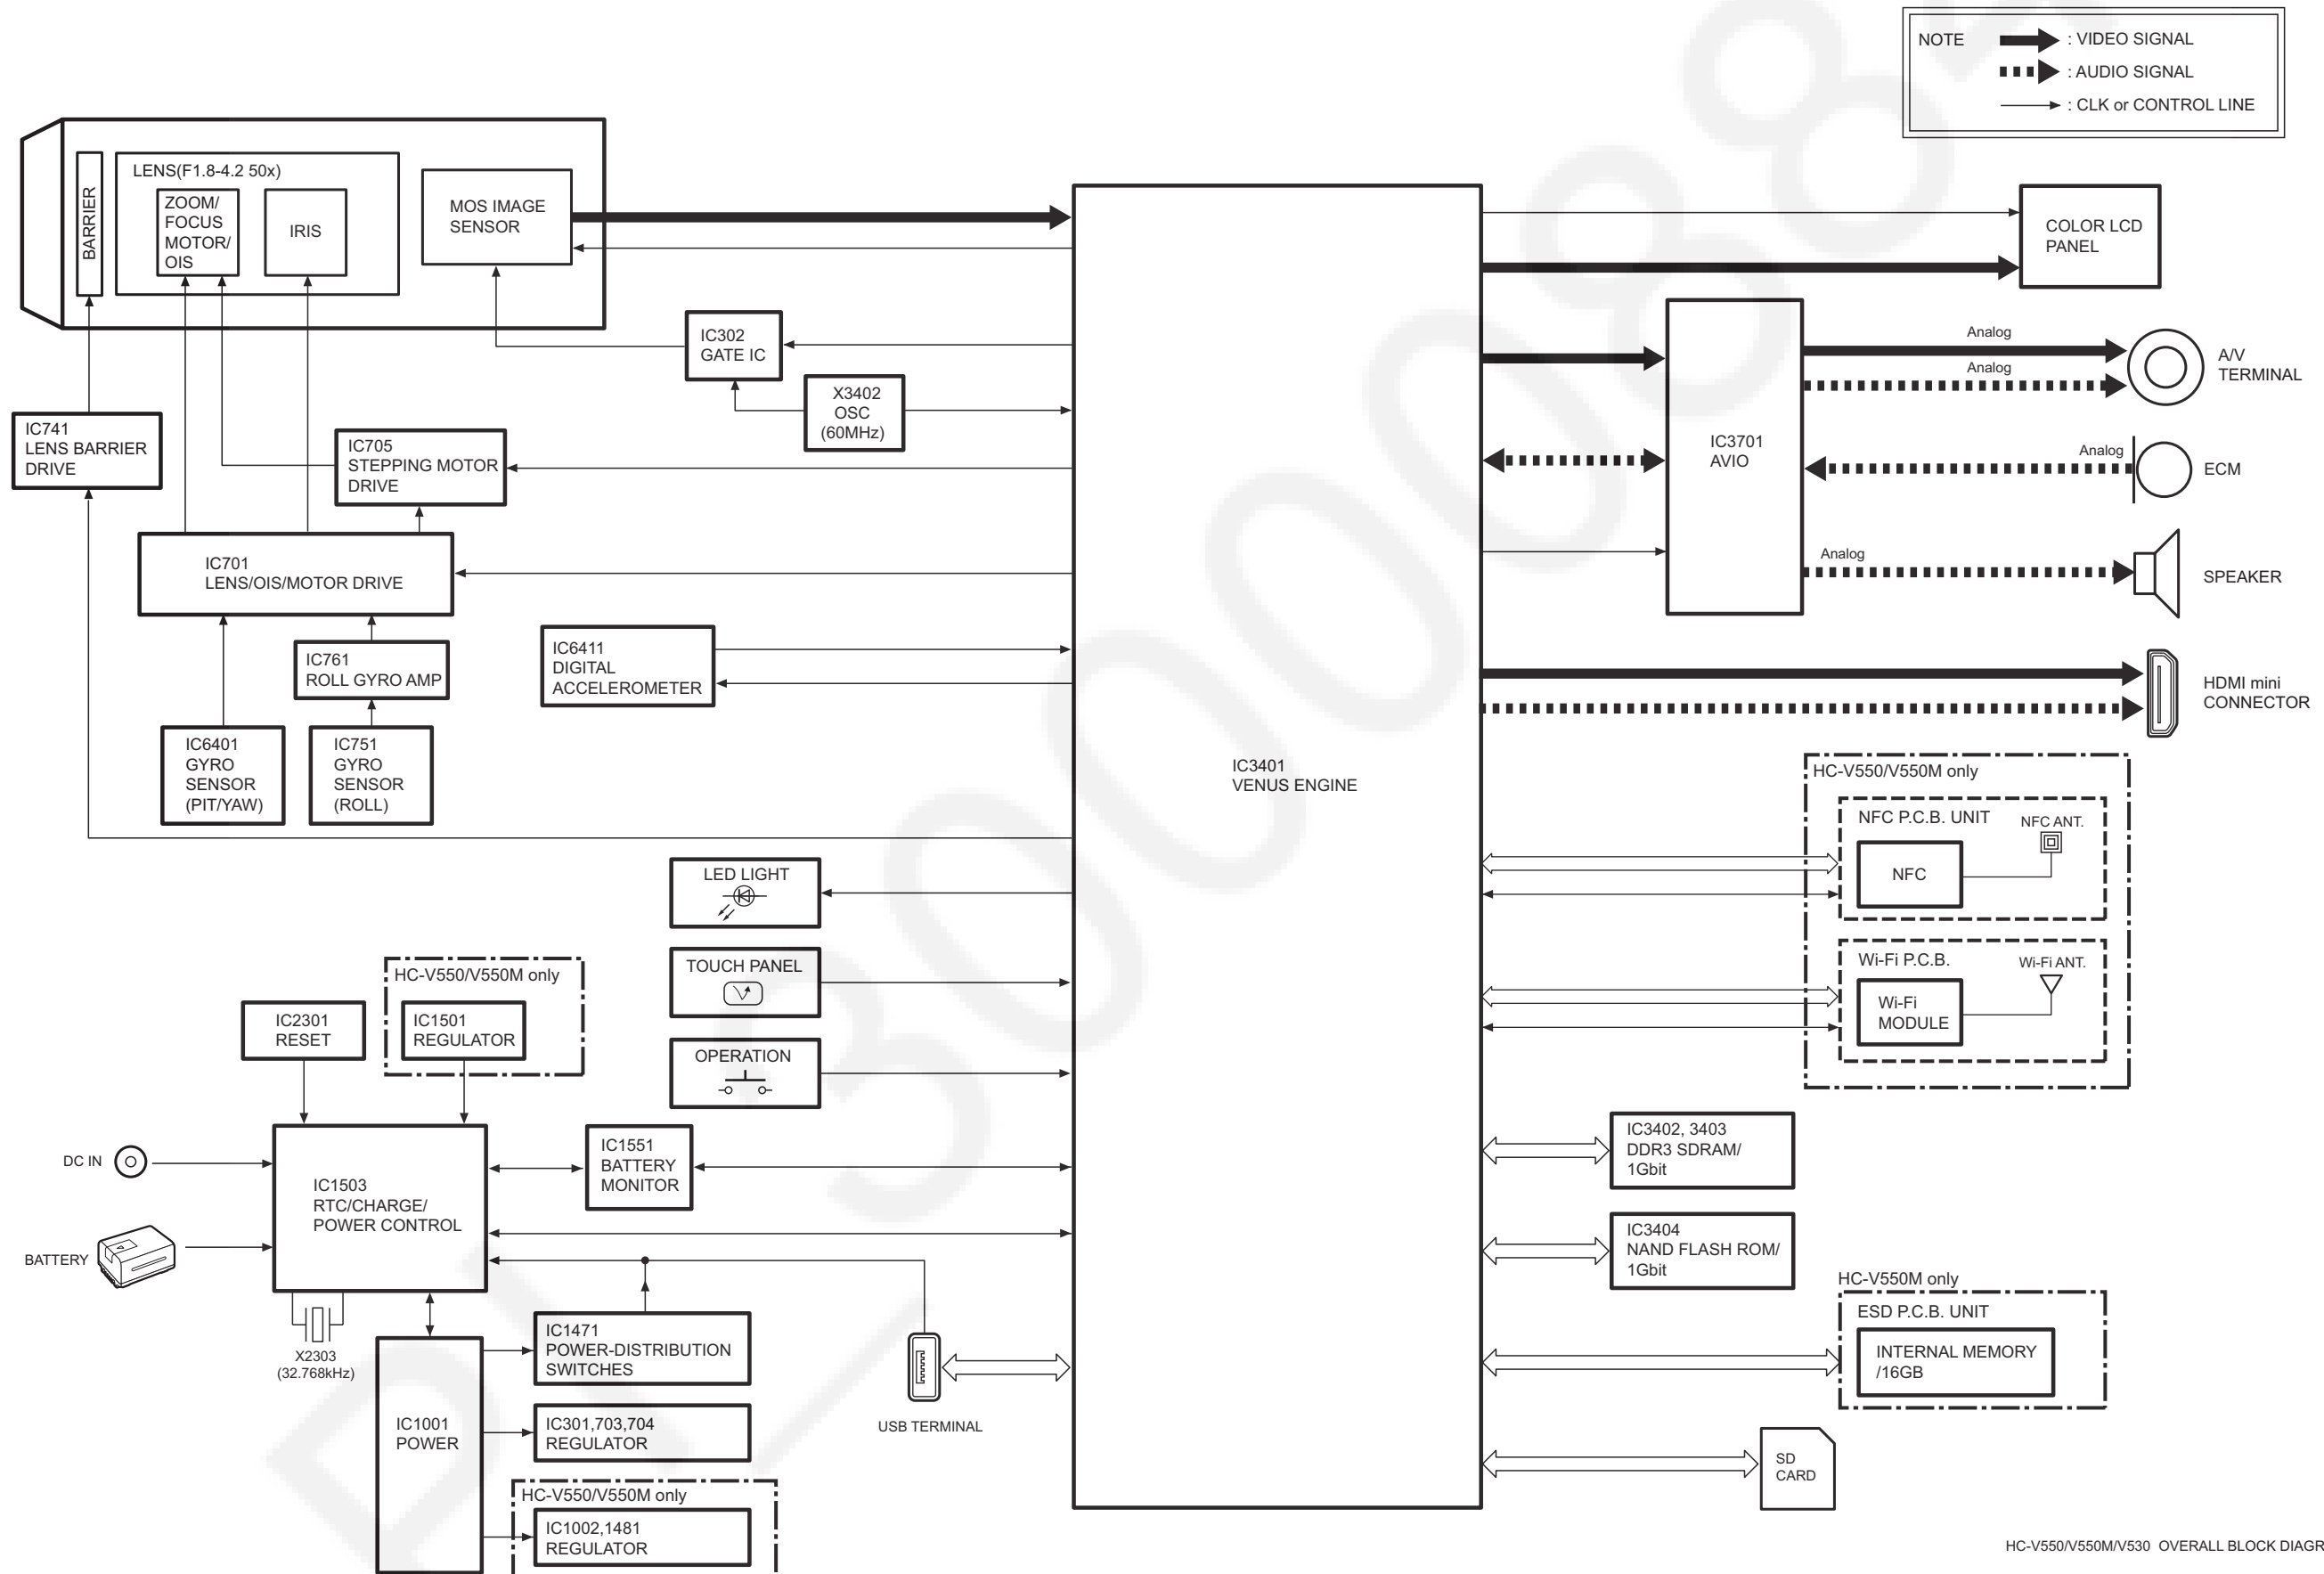 NOTE
: VIDEO SIGNAL
: AUDIO SIGNAL
: CLK or CONTROL LINE
BARRIER
LENS(F1.8-4.2 50x)
ZOOM/
FOCUS
MOTOR/
OIS
IRIS
MOS IMAGE
SENSOR
IC302
GATE IC
X3402
OSC
(60MHz)
IC741
LENS BARRIER
DRIVE
IC705
STEPPING MOTOR
DRIVE
IC701
LENS/OIS/MOTOR DRIVE
IC761
ROLL GYRO AMP
IC6401
GYRO
SENSOR
(PIT/YAW)
IC751
GYRO
SENSOR
(ROLL)
IC6411
DIGITAL
ACCELEROMETER
LED LIGHT
TOUCH PANEL
OPERATION
HC-V550/V550M only
IC2301
RESET
IC1501
REGULATOR
DC IN
BATTERY
IC1503
RTC/CHARGE/
POWER CONTROL
IC1551
BATTERY
MONITOR
X2303
(32.768kHz)
IC1001
POWER
IC1471
POWER-DISTRIBUTION
SWITCHES
IC301,703,704
REGULATOR
HC-V550/V550M only
IC1002,1481
REGULATOR
USB TERMINAL
IC3401
VENUS ENGINE
COLOR LCD
PANEL
IC3701
AVIO
Analog
Analog
A/V
TERMINAL
Analog
ECM
Analog
SPEAKER
HDMI mini
CONNECTOR
HC-V550/V550M only
NFC P.C.B. UNIT
NFC ANT.
NFC
Wi-Fi P.C.B.
Wi-Fi ANT.
Wi-Fi
MODULE
IC3402, 3403
DDR3 SDRAM/
1Gbit
IC3404
NAND FLASH ROM/
1Gbit
HC-V550M only
ESD P.C.B. UNIT
INTERNAL MEMORY
/16GB
SD
CARD
HC-V550/V550M/V530 OVERALL BLOCK DIAGR